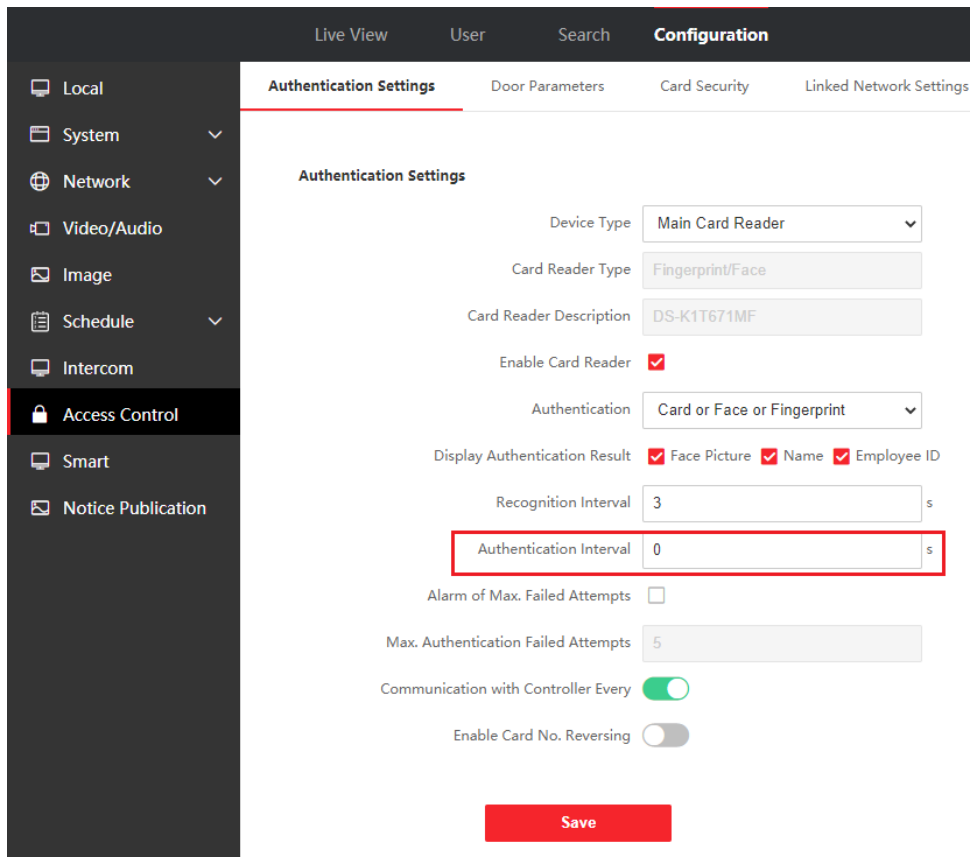 Live View User Search Configuration
Local
System
Network
Video/Audio
Image
Schedule
Intercom
Access Control
Smart
Notice Publication
Authentication Settings Door Parameters Card Security Linked Network Settings
Authentication Settings
Device Type Main Card Reader
Card Reader Type Fingerprint/Face
Card Reader Description DS-K1T671MF
Enable Card Reader
Authentication Card or Face or Fingerprint
Display Authentication Result Face Picture Name Employee ID
Recognition Interval 3 s
Authentication Interval 0 s
Alarm of Max. Failed Attempts
Max. Authentication Failed Attempts 5
Communication with Controller Every
Enable Card No. Reversing
Save